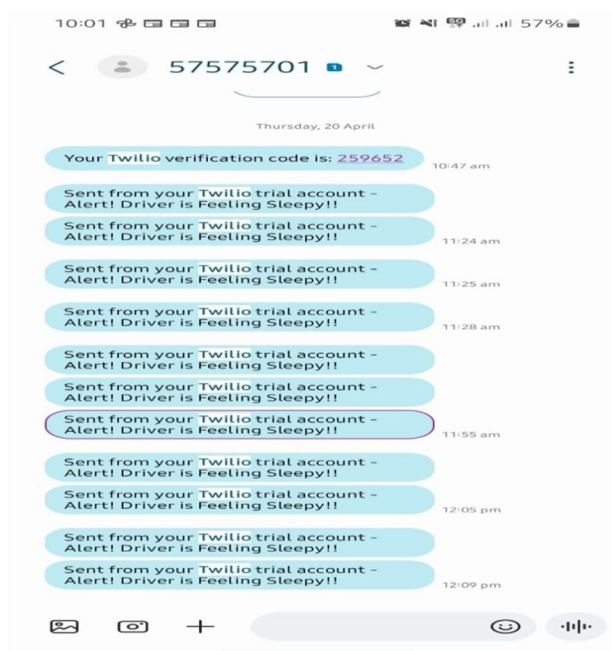 10:01 57%
57575701 1
Thursday, 20 April
Your Twilio verification code is: 259652
10:47 am
Sent from your Twilio trial account -
Alert! Driver is Feeling Sleepy!!
Sent from your Twilio trial account -
Alert! Driver is Feeling Sleepy!!
11:24 am
Sent from your Twilio trial account -
Alert! Driver is Feeling Sleepy!!
11:25 am
Sent from your Twilio trial account -
Alert! Driver is Feeling Sleepy!!
11:28 am
Sent from your Twilio trial account -
Alert! Driver is Feeling Sleepy!!
Sent from your Twilio trial account -
Alert! Driver is Feeling Sleepy!!
Sent from your Twilio trial account -
Alert! Driver is Feeling Sleepy!!
11:55 am
Sent from your Twilio trial account -
Alert! Driver is Feeling Sleepy!!
Sent from your Twilio trial account -
Alert! Driver is Feeling Sleepy!!
12:05 pm
Sent from your Twilio trial account -
Alert! Driver is Feeling Sleepy!!
Sent from your Twilio trial account -
Alert! Driver is Feeling Sleepy!!
12:09 pm